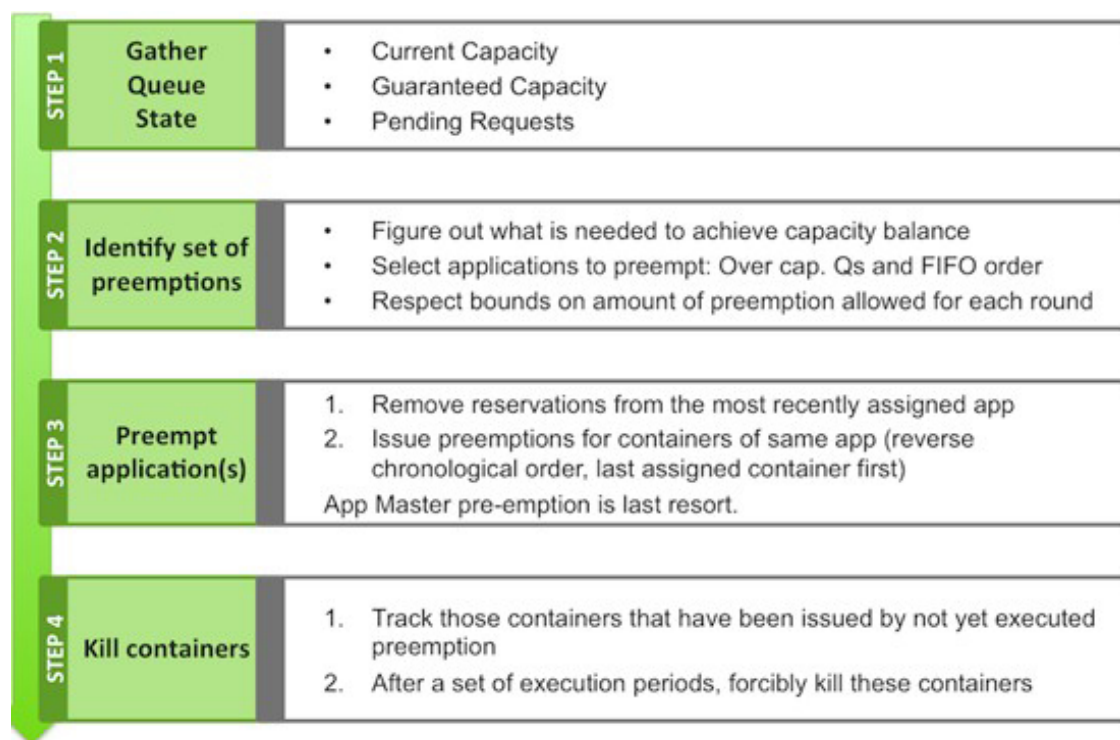 STEP 1
Gather
Queue
State
• Current Capacity
• Guaranteed Capacity
• Pending Requests
STEP 2
Identify set of
preemptions
• Figure out what is needed to achieve capacity balance
• Select applications to preempt: Over cap. Qs and FIFO order
• Respect bounds on amount of preemption allowed for each round
STEP 3
Preempt
application(s)
1. Remove reservations from the most recently assigned app
2. Issue preemptions for containers of same app (reverse
chronological order, last assigned container first)
App Master pre-emption is last resort.
STEP 4
Kill containers
1. Track those containers that have been issued by not yet executed
preemption
2. After a set of execution periods, forcibly kill these containers